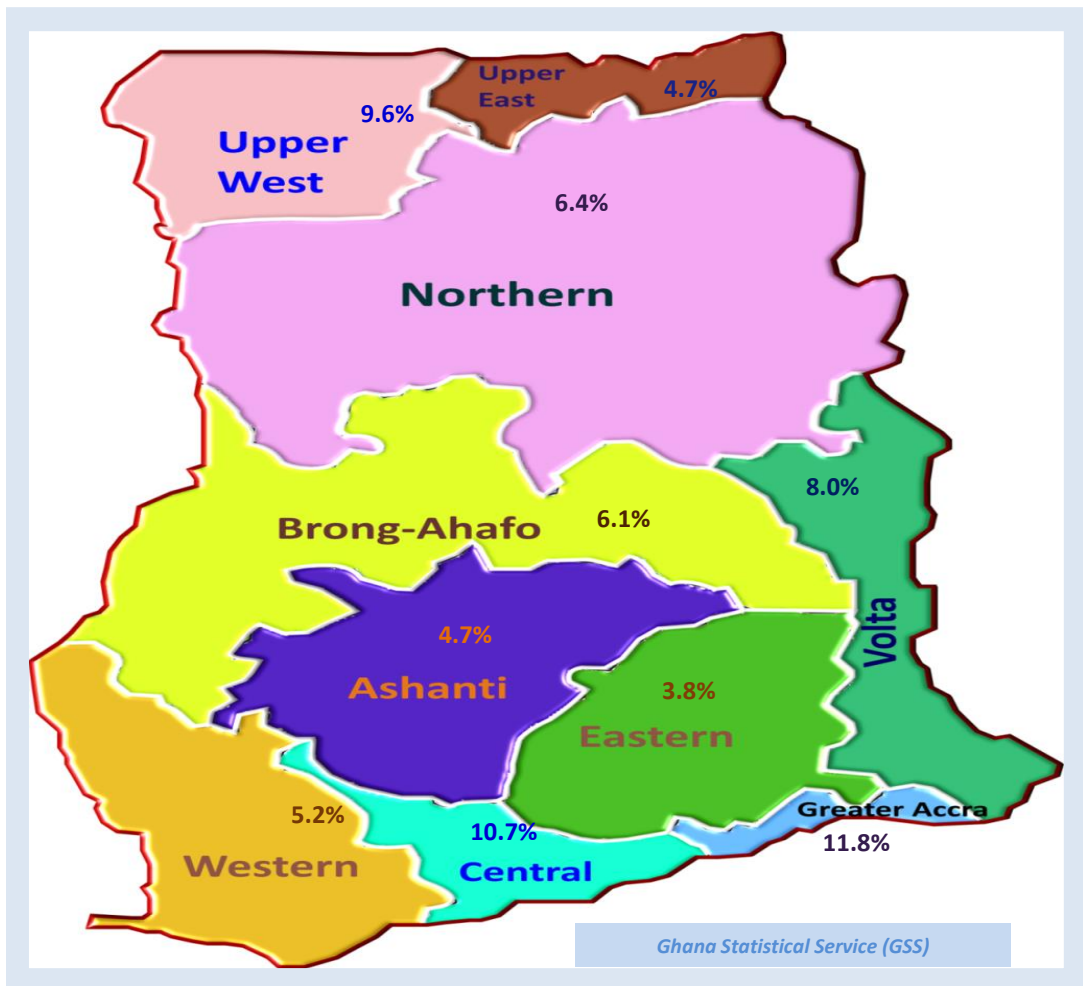 Upper
East
4.7%
9.6%
Upper
West
6.4%
Northern
8.0%
6.1%
Brong-Ahafo
Volta
4.7%
Ashanti
3.8%
Eastern
Greater Accra
11.8%
5.2%
Western
10.7%
Central
Ghana Statistical Service (GSS)